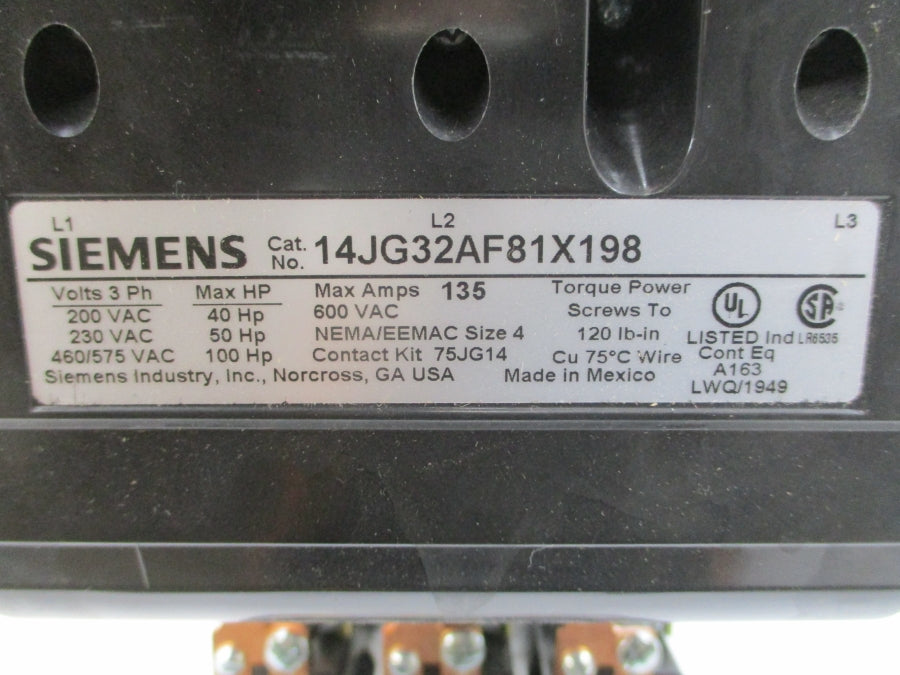 L1 L2 L3
SIEMENS Cat. No. 14JG32AF81X198
Volts 3 Ph Max HP Max Amps 135 Torque Power
200 VAC 40 Hp 600 VAC Screws To
230 VAC 50 Hp NEMA/EEMAC Size 4 120 lb-in
460/575 VAC 100 Hp Contact Kit 75JG14 Cu 75°C Wire
Siemens Industry, Inc., Norcross, GA USA Made in Mexico
UL SA
LISTED Ind LR6535
Cont Eq
A163
LWQ/1949